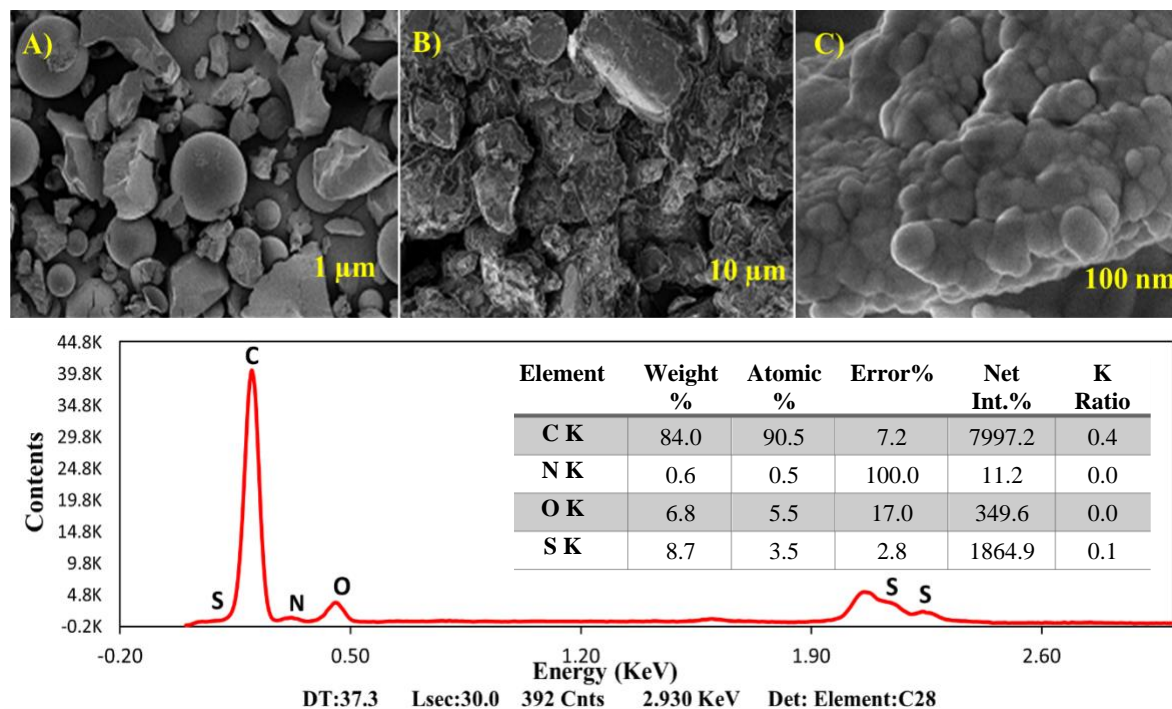 A)
B)
C)
1 µm
10 µm
100 nm
44.8K
39.8K
34.8K
29.8K
24.8K
19.8K
14.8K
9.8K
4.8K
-0.2K
Contents
C
S
N
O
S
S
Element Weight % Atomic % Error% Net Int.% K Ratio
C K 84.0 90.5 7.2 7997.2 0.4
N K 0.6 0.5 100.0 11.2 0.0
O K 6.8 5.5 17.0 349.6 0.0
S K 8.7 3.5 2.8 1864.9 0.1
-0.20 0.50 1.20 1.90 2.60
Energy (KeV)
DT:37.3 Lsec:30.0 392 Cnts 2.930 KeV Det: Element:C28